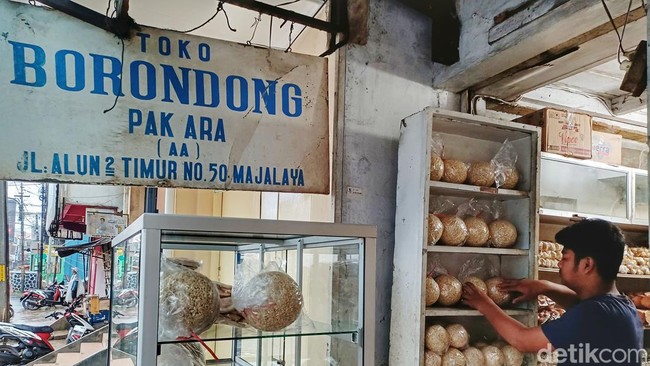 TOKO
BORONDONG
PAK ARA
( AA )
JL. ALUN 2 TIMUR NO. 50. MAJALAYA
detikcom